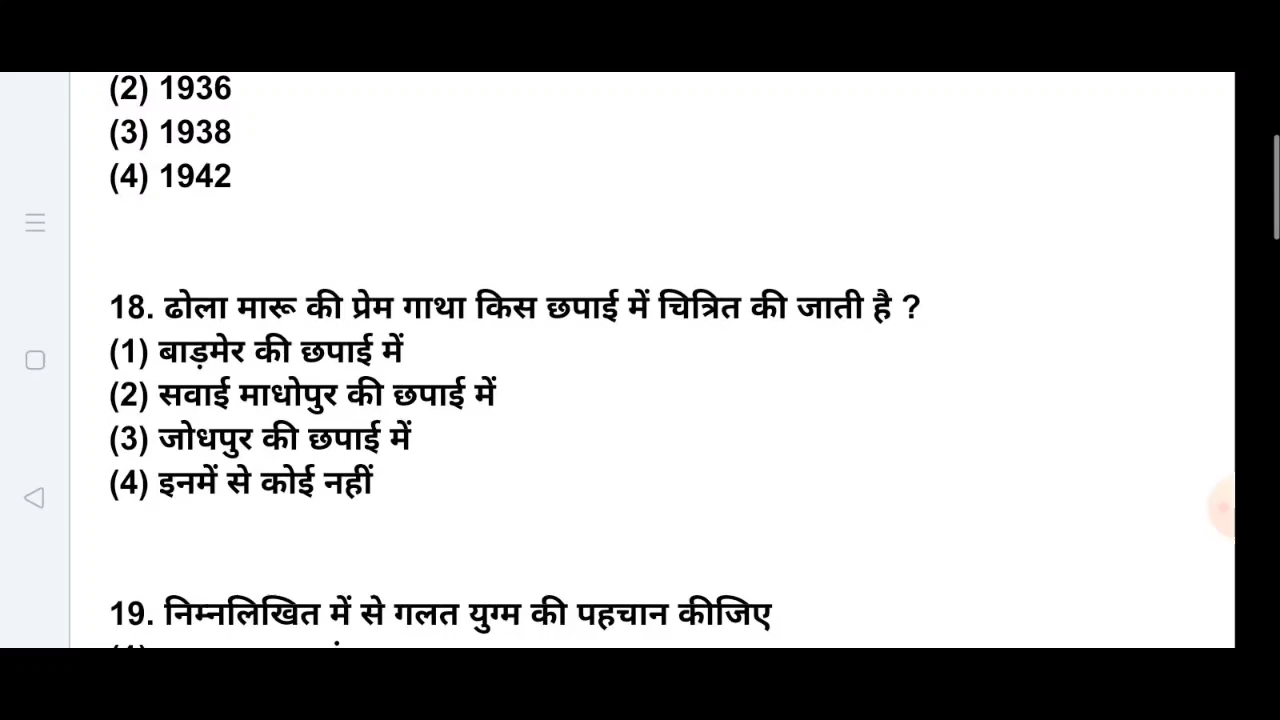 (2) 1936
(3) 1938
(4) 1942
18. ढोला मारू की प्रेम गाथा किस छपाई में चित्रित की जाती है ?
(1) बाड़मेर की छपाई में
(2) सवाई माधोपुर की छपाई में
(3) जोधपुर की छपाई में
(4) इनमें से कोई नहीं
19. निम्नलिखित में से गलत युग्म की पहचान कीजिए